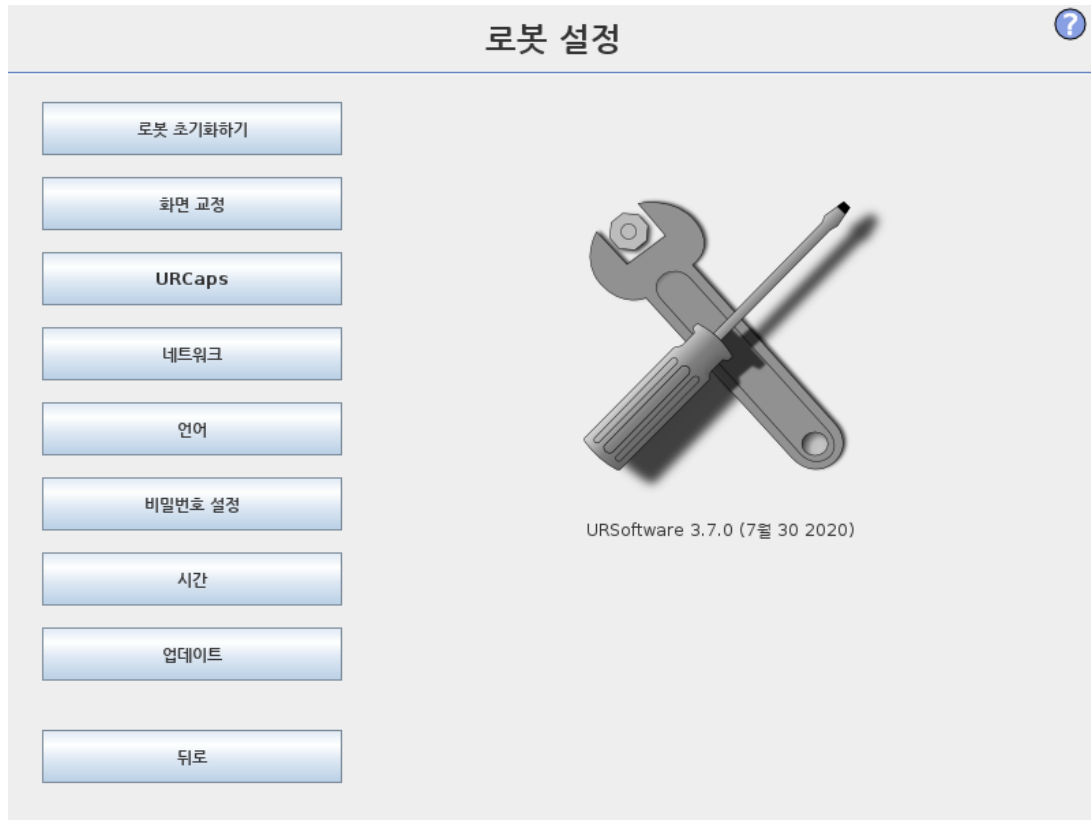 로봇 설정
?
로봇 초기화하기
화면 교정
URCaps
네트워크
언어
비밀번호 설정
시간
업데이트
뒤로
URSoftware 3.7.0 (7월 30 2020)